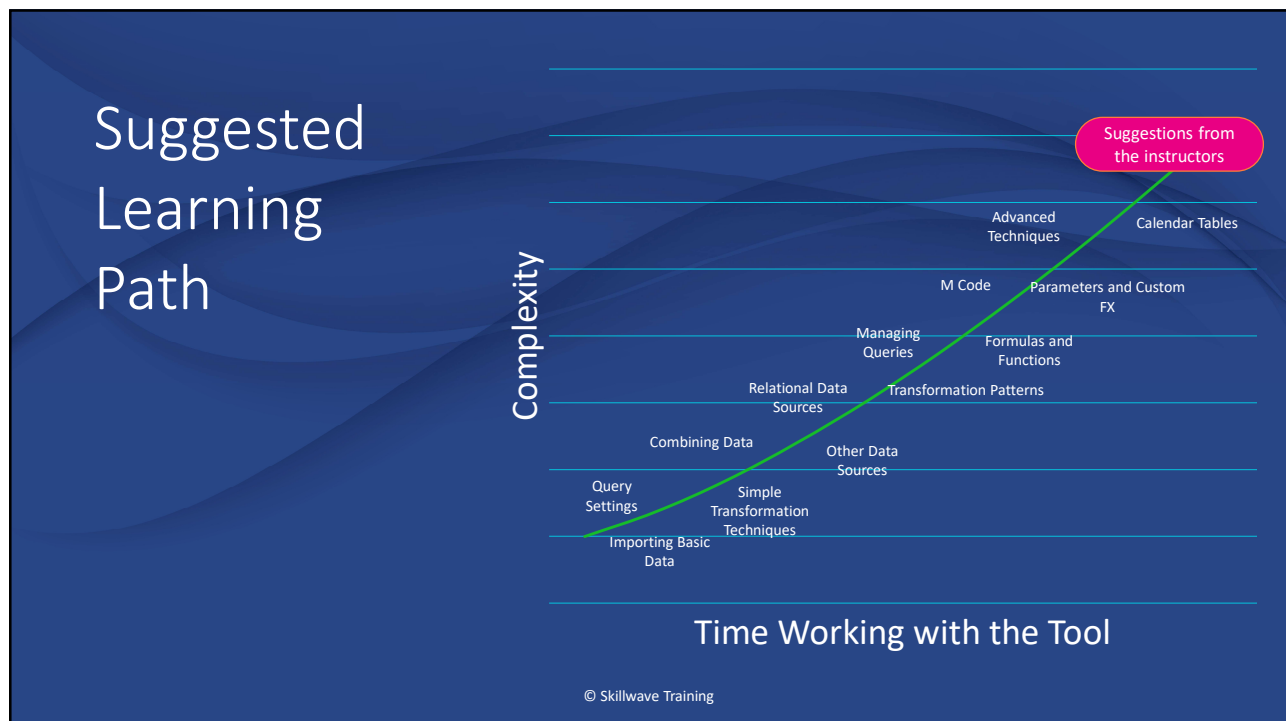 Suggested
Learning
Path
Complexity
Suggestions from
the instructors
Advanced
Techniques
Calendar Tables
M Code
Parameters and Custom
FX
Managing
Queries
Formulas and
Functions
Relational Data
Sources
Transformation Patterns
Combining Data
Other Data
Sources
Query
Settings
Simple
Transformation
Techniques
Importing Basic
Data
Time Working with the Tool
© Skillwave Training